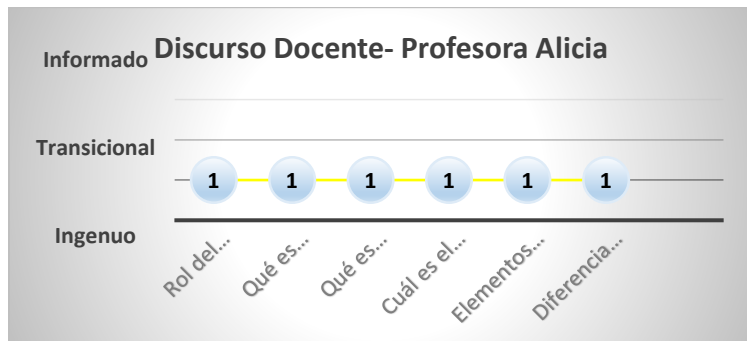 Discurso Docente- Profesora Alicia
Informado
Transicional
Ingenuo
1 1 1 1 1 1
Rol del...
Qué es...
Qué es...
Cuál es el...
Elementos...
Diferencia...